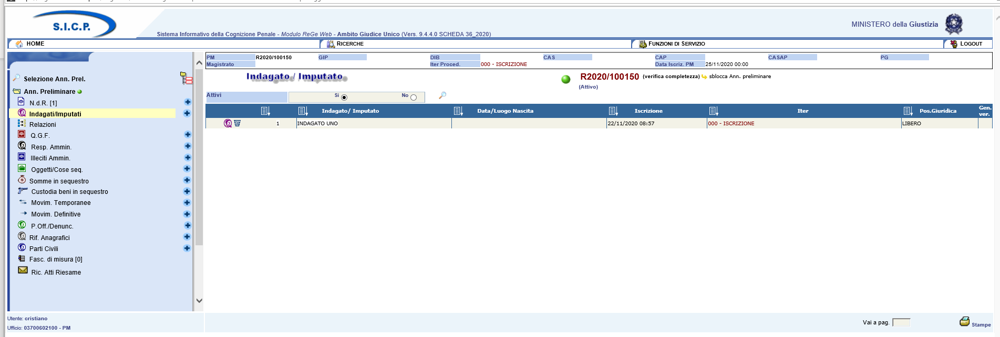 S.I.C.P.
Sistema Informativo della Cognizione Penale - Modulo ReGe Web - Ambito Giudice Unico (Vers. 9.4.4.0 SCHEDA 36_2020)
MINISTERO della Giustizia
HOME
RICERCHE
FUNZIONI DI SERVIZIO
LOGOUT
PM R2020/100150 GIP DIB CAS CAP CASAP PG
Magistrato Iter Proced. 000 - ISCRIZIONE Data Iscriz. PM 25/11/2020 00:00
Selezione Ann. Prel.
Ann. Preliminare
N.d.R. [1]
Indagati/Imputati
Relazioni
Q.G.F.
Resp. Ammin.
Illeciti Ammin.
Oggetti/Cose seq.
Somme in sequestro
Custodia beni in sequestro
Movim. Temporanee
Movim. Definitive
P.Off./Denunc.
Rif. Anagrafici
Parti Civili
Fasc. di misura [0]
Ric. Atti Riesame
Indagato / Imputato
R2020/100150 (verifica completezza) sblocca Ann. preliminare
(Attivo)
Attivi Si No
Indagato/ Imputato Data/Luogo Nascita Iscrizione Iter Pos.Giuridica Gen. ver.
1 INDAGATO UNO 22/11/2020 08:57 000 - ISCRIZIONE LIBERO
Utente: cristiano
Ufficio: 03700602100 - PM
Vai a pag.
Stampe